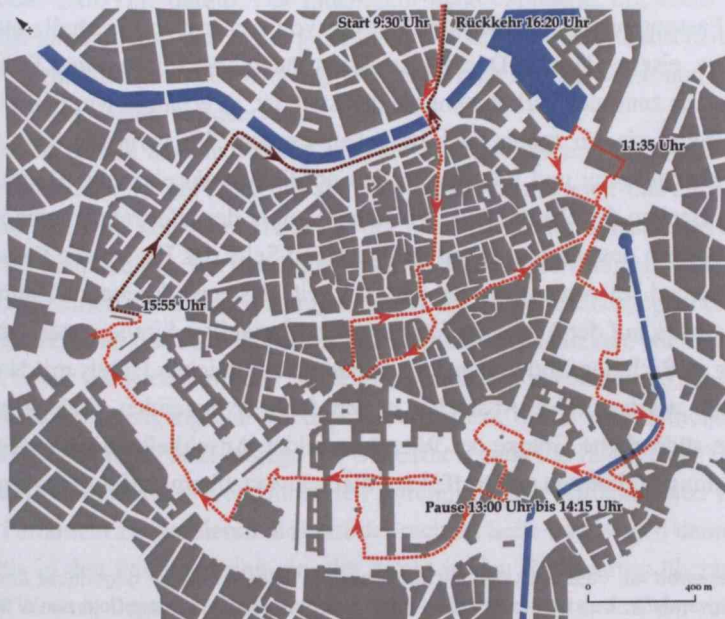 Start 9:30 Uhr
Rückkehr 16:20 Uhr
11:35 Uhr
15:55 Uhr
Pause 13:00 Uhr bis 14:15 Uhr
N
0
400 m